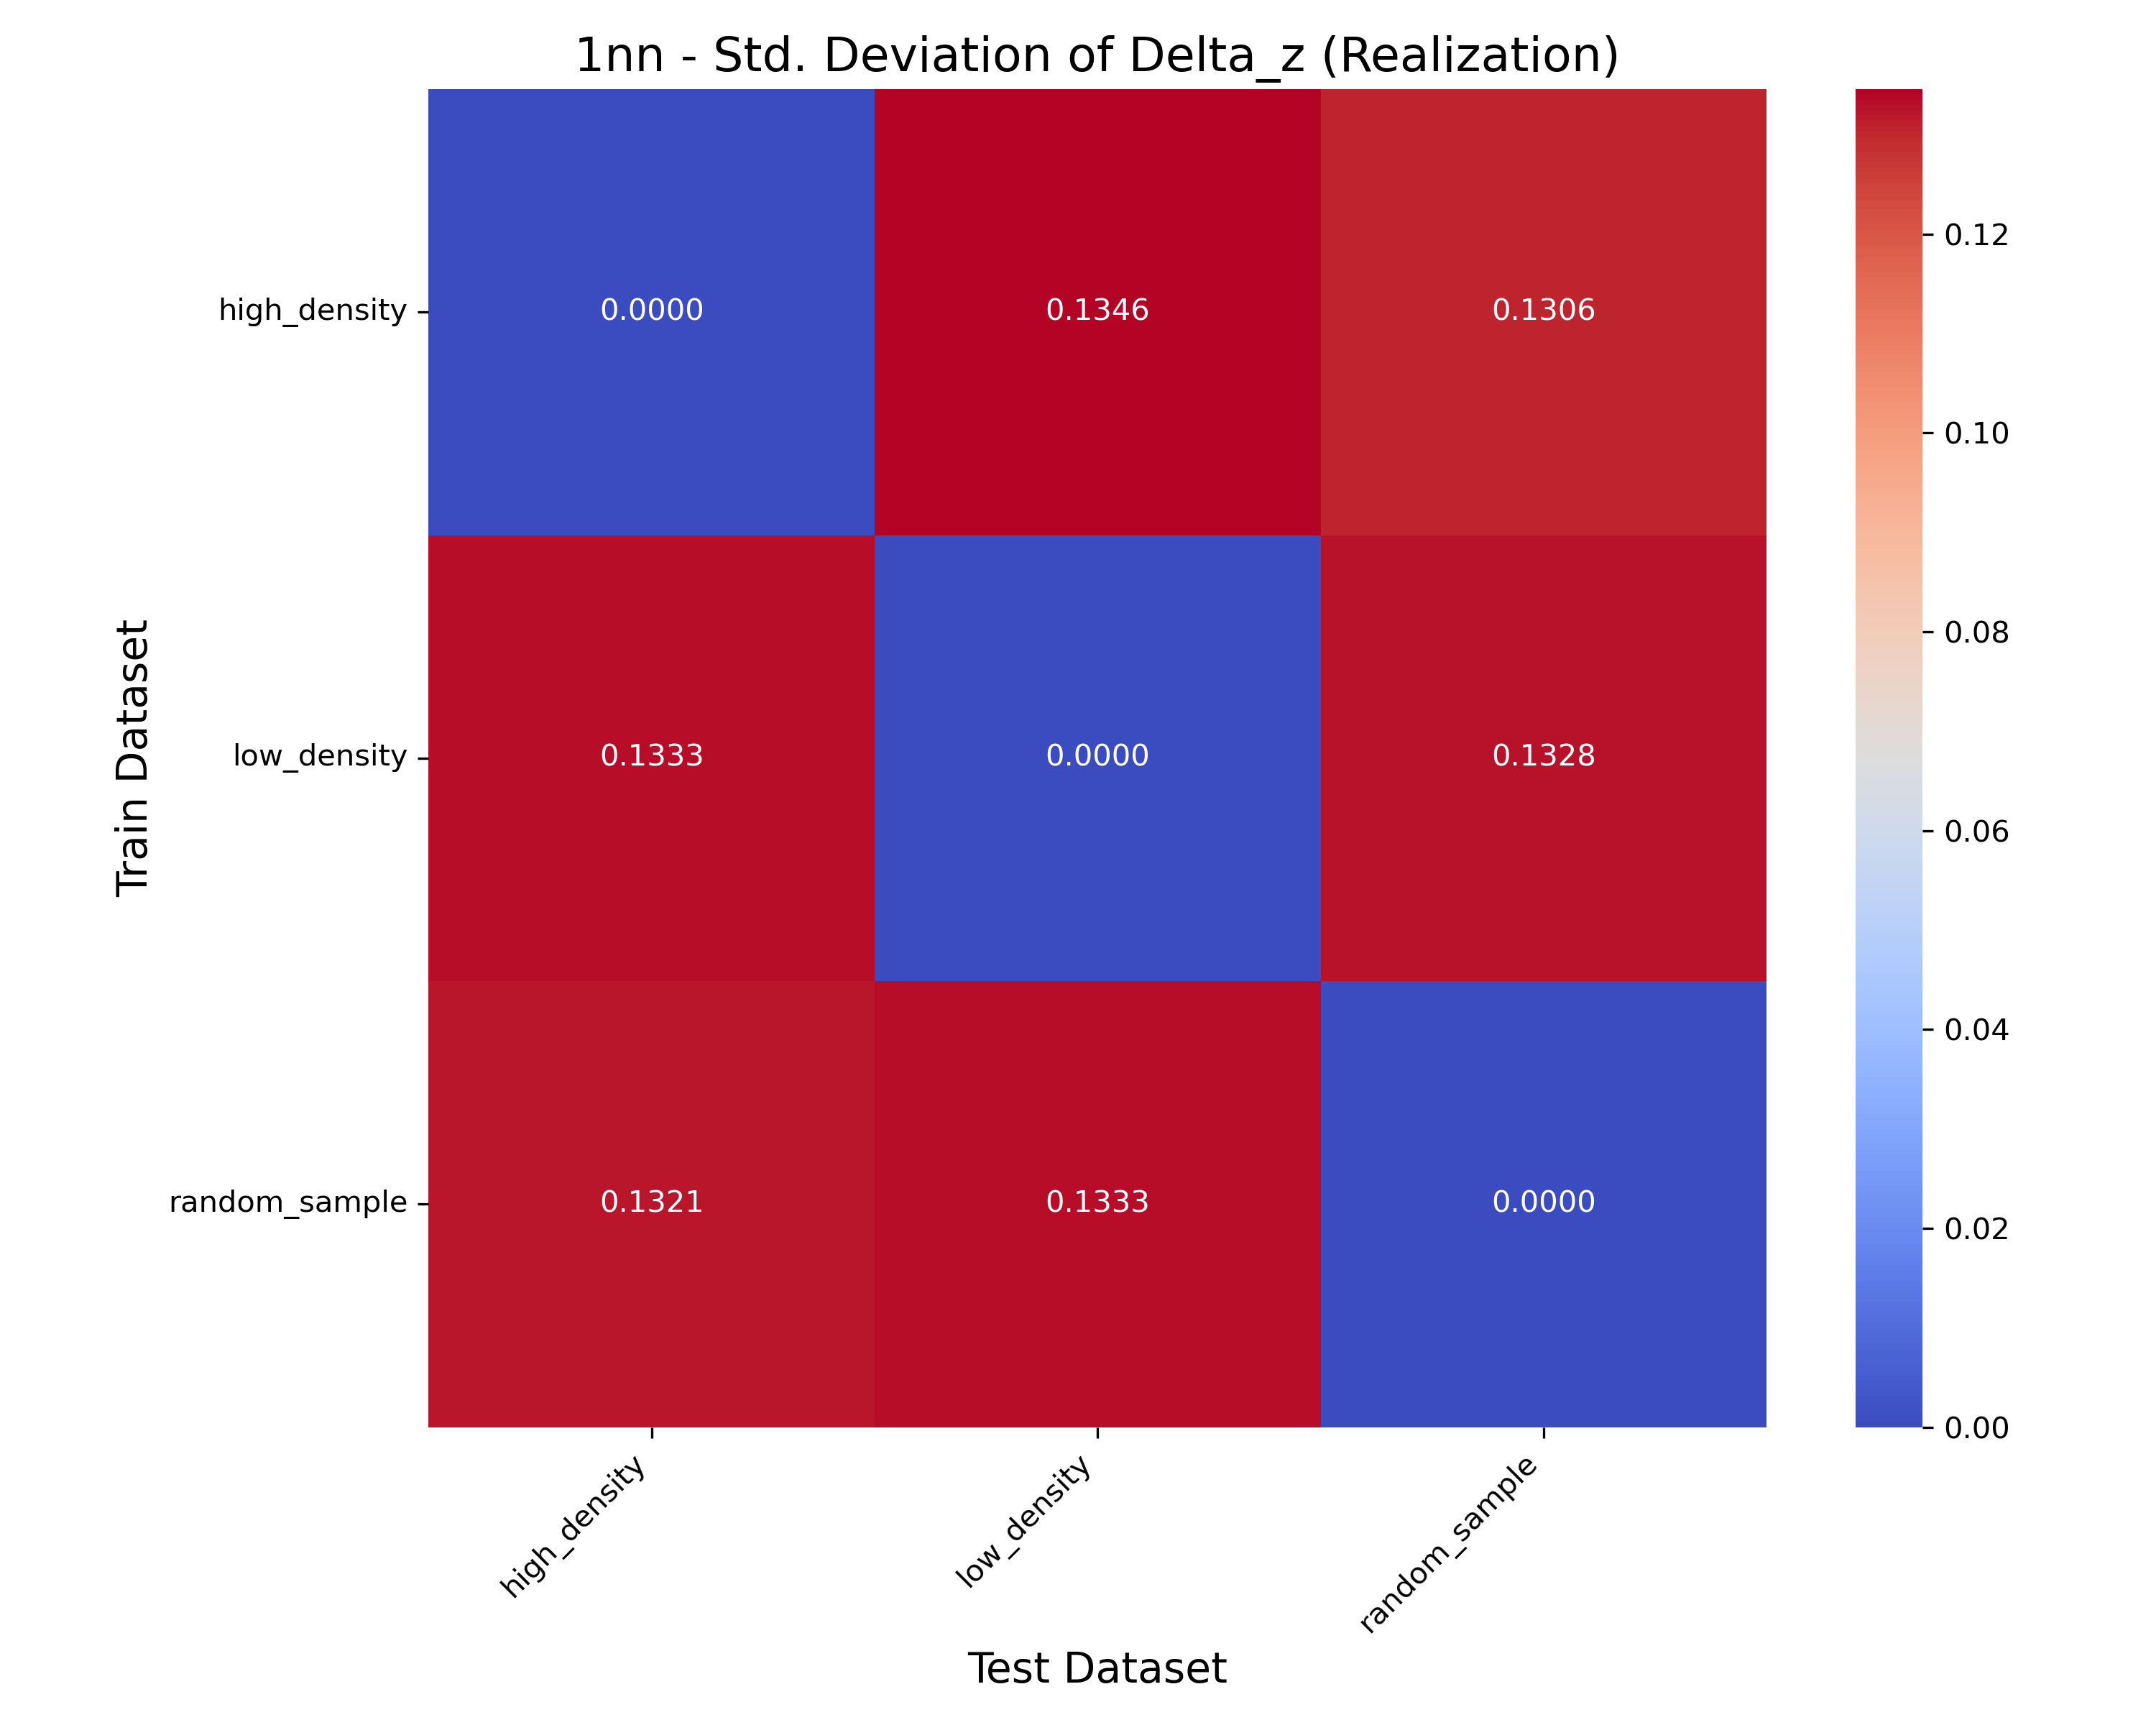 1nn - Std. Deviation of Delta_z (Realization)
high_density 0.0000 0.1346 0.1306
low_density 0.1333 0.0000 0.1328
random_sample 0.1321 0.1333 0.0000
Train Dataset
high_density low_density random_sample
Test Dataset
0.12
0.10
0.08
0.06
0.04
0.02
0.00